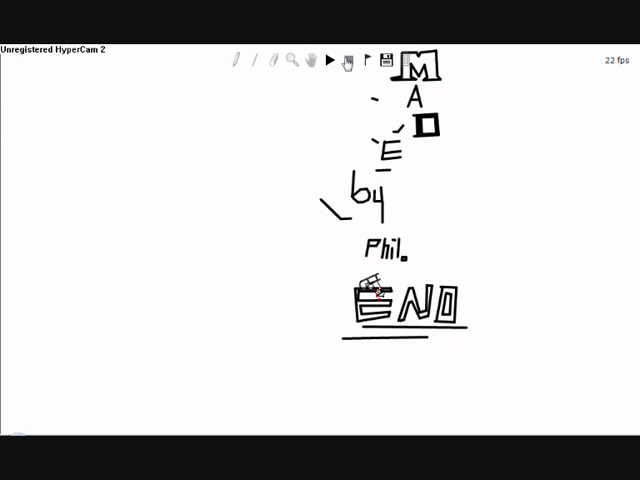 Unregistered HyperCam 2
22 fps
M
A
D
E
by
Phil.
END